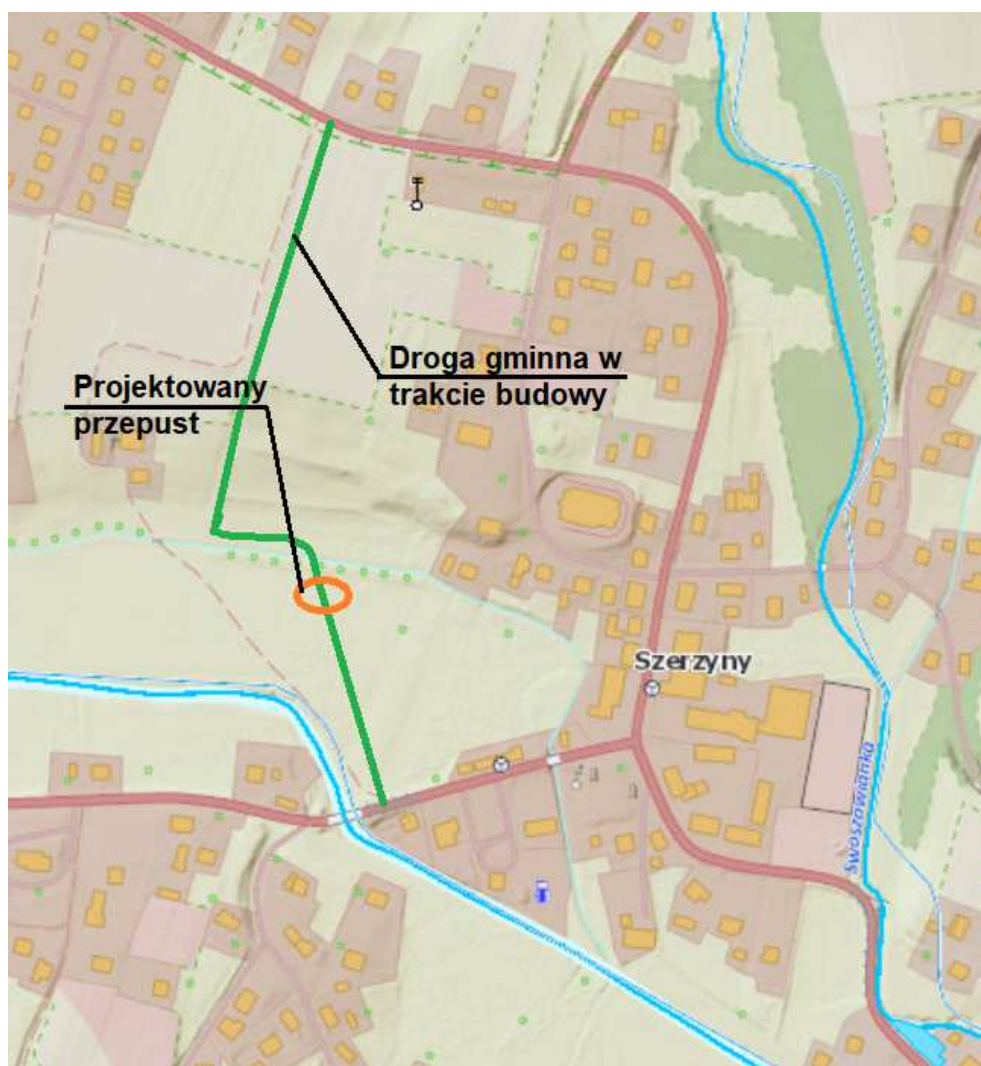 Droga gminna w
trakcie budowy
Projektowany
przepust
Szerzyny
Swoszowianka